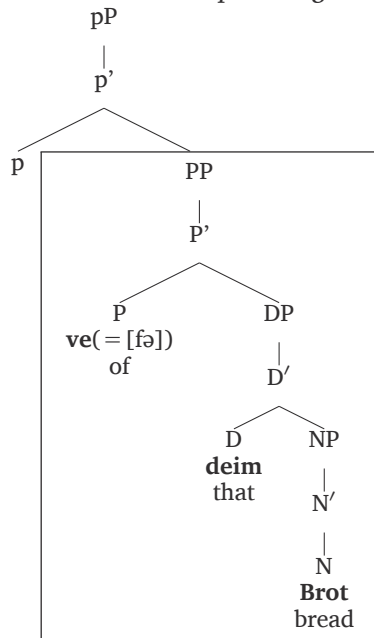 pP
p'
p PP
P'
P DP
ve(=[fə])
of D′
D NP
deim
that N′
N
Brot
bread